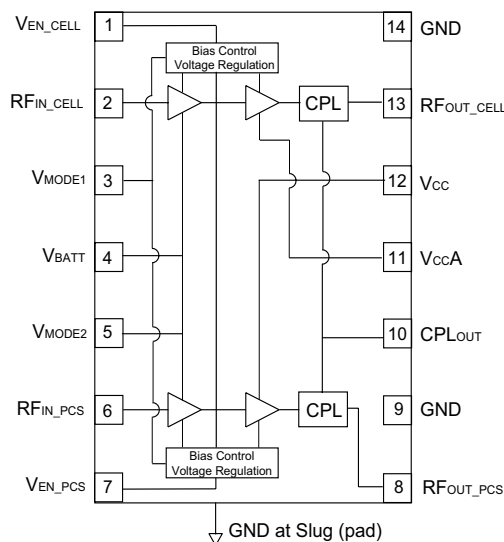 VEN_CELL 1
14 GND
Bias Control
Voltage Regulation
RFIN_CELL 2
CPL
13 RFOUT_CELL
VMODE1 3
12 VCC
VBATT 4
11 VCCA
VMODE2 5
10 CPLOUT
RFIN_PCS 6
CPL
9 GND
Bias Control
Voltage Regulation
VEN_PCS 7
8 RFOUT_PCS
GND at Slug (pad)